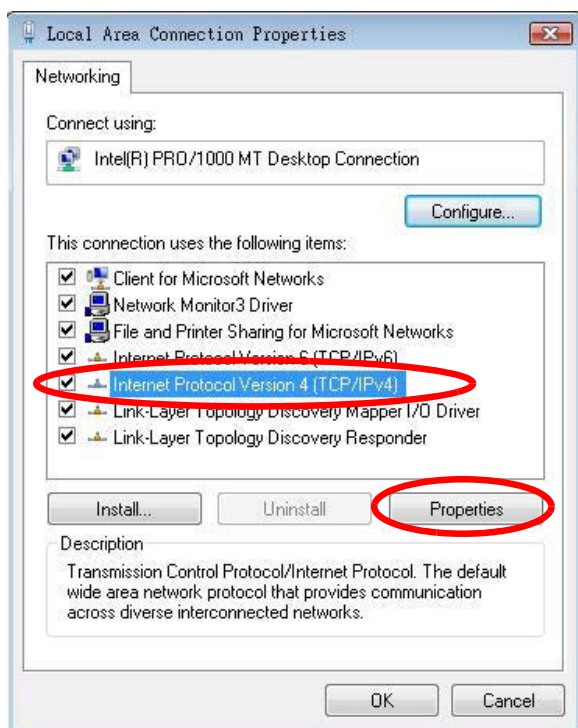 Local Area Connection Properties
Networking
Connect using:
Intel(R) PRO/1000 MT Desktop Connection
Configure...
This connection uses the following items:
Client for Microsoft Networks
Network Monitor3 Driver
File and Printer Sharing for Microsoft Networks
Internet Protocol Version 6 (TCP/IPv6)
Internet Protocol Version 4 (TCP/IPv4)
Link-Layer Topology Discovery Mapper I/O Driver
Link-Layer Topology Discovery Responder
Install...
Uninstall
Properties
Description
Transmission Control Protocol/Internet Protocol. The default
wide area network protocol that provides communication
across diverse interconnected networks.
OK
Cancel